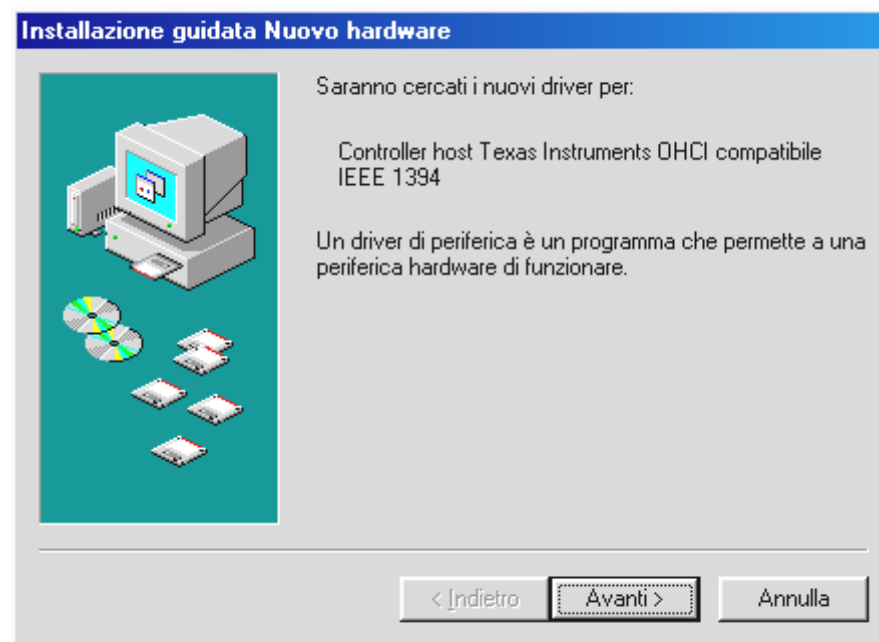 Installazione guidata Nuovo hardware
Saranno cercati i nuovi driver per:
Controller host Texas Instruments OHCI compatibile
IEEE 1394
Un driver di periferica è un programma che permette a una
periferica hardware di funzionare.
< Indietro
Avanti >
Annulla